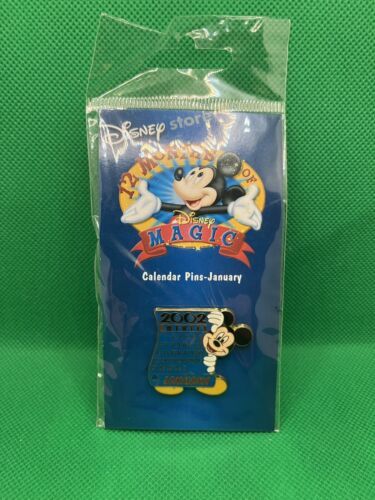 Disney store
12 MONTHS OF
Disney
MAGIC
Calendar Pins-January
2002